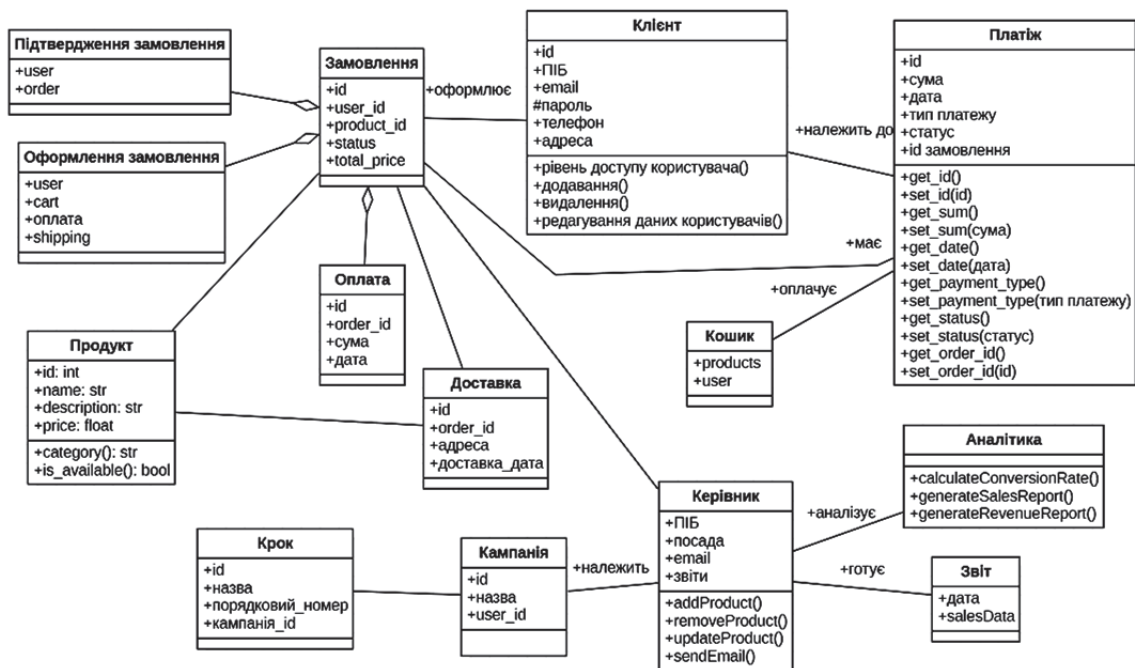 Підтвердження замовлення
+user
+order
Оформлення замовлення
+user
+cart
+оплата
+shipping
Замовлення
+id
+user_id
+product_id
+status
+total_price
+оформлює
Клієнт
+id
+ПІБ
+email
#пароль
+телефон
+адреса
+рівень доступу користувача()
+додавання()
+видалення()
+редагування даних користувачів()
+належить до
Платіж
+id
+сума
+дата
+тип платежу
+статус
+id замовлення
+get_id()
+set_id(id)
+get_sum()
+set_sum(сума)
+get_date()
+set_date(дата)
+get_payment_type()
+set_payment_type(тип платежу)
+get_status()
+set_status(статус)
+get_order_id()
+set_order_id(id)
+має
+оплачує
Оплата
+id
+order_id
+сума
+дата
Кошик
+products
+user
Продукт
+id: int
+name: str
+description: str
+price: float
+category(): str
+is_available(): bool
Доставка
+id
+order_id
+адреса
+доставка_дата
Аналітика
+calculateConversionRate()
+generateSalesReport()
+generateRevenueReport()
Керівник
+ПІБ
+посада
+email
+звіти
+addProduct()
+removeProduct()
+updateProduct()
+sendEmail()
+аналізує
+готує
Крок
+id
+назва
+порядковий_номер
+кампанія_id
Кампанія
+id
+назва
+user_id
+належить
Звіт
+дата
+salesData